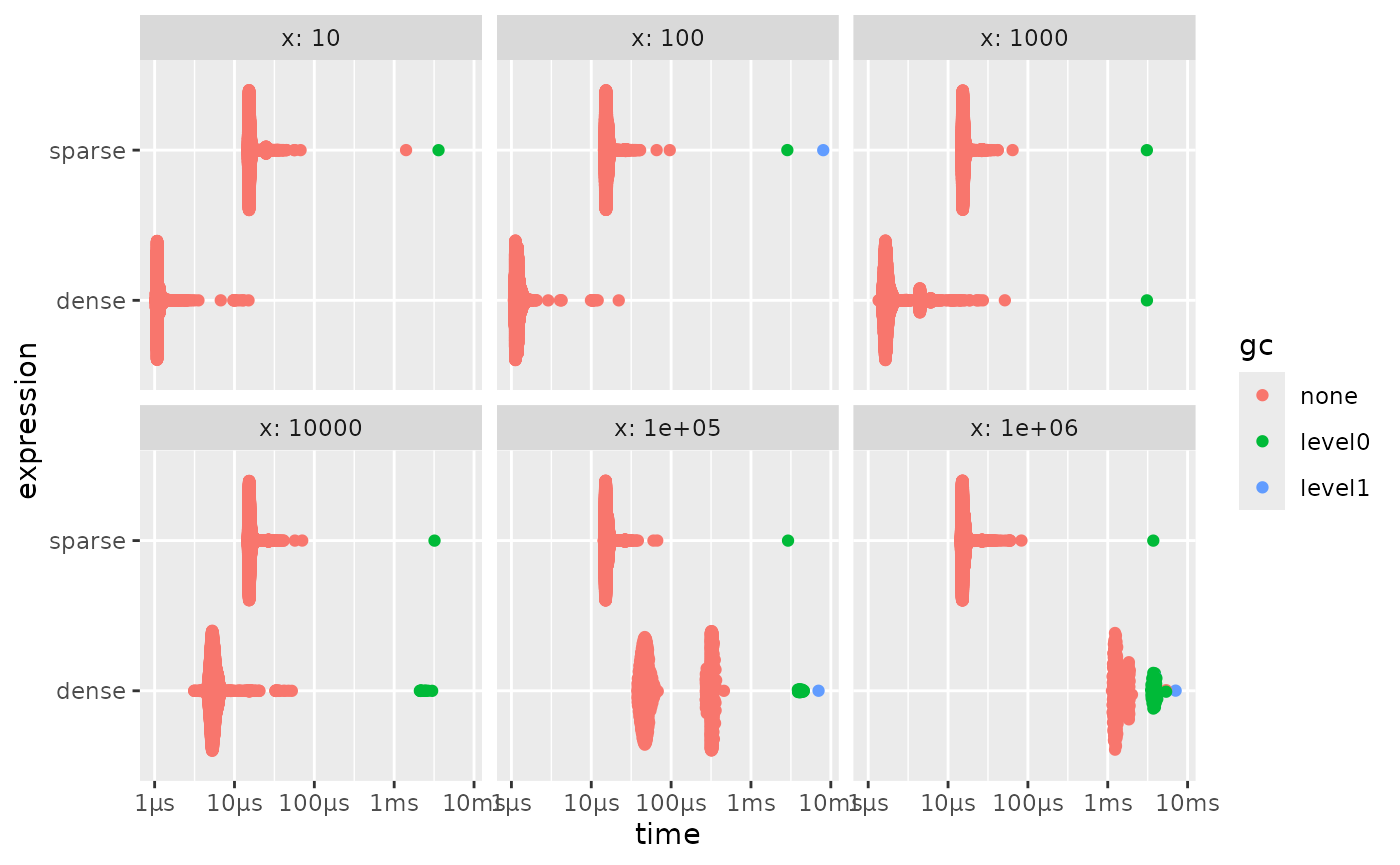 x: 10
x: 100
x: 1000
sparse
dense
x: 10000
x: 1e+05
x: 1e+06
sparse
dense
1µs
10µs
100µs
1ms
10ms
1µs
10µs
100µs
1ms
10ms
1µs
10µs
100µs
1ms
10ms
time
expression
gc
none
level0
level1